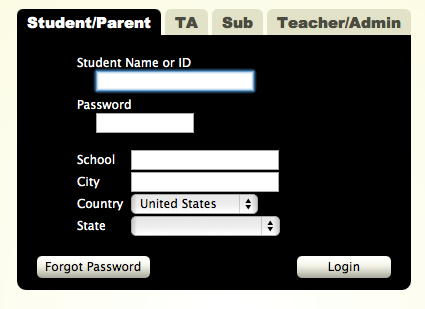 Student/Parent TA Sub Teacher/Admin
Student Name or ID
Password
School
City
Country United States
State
Forgot Password Login